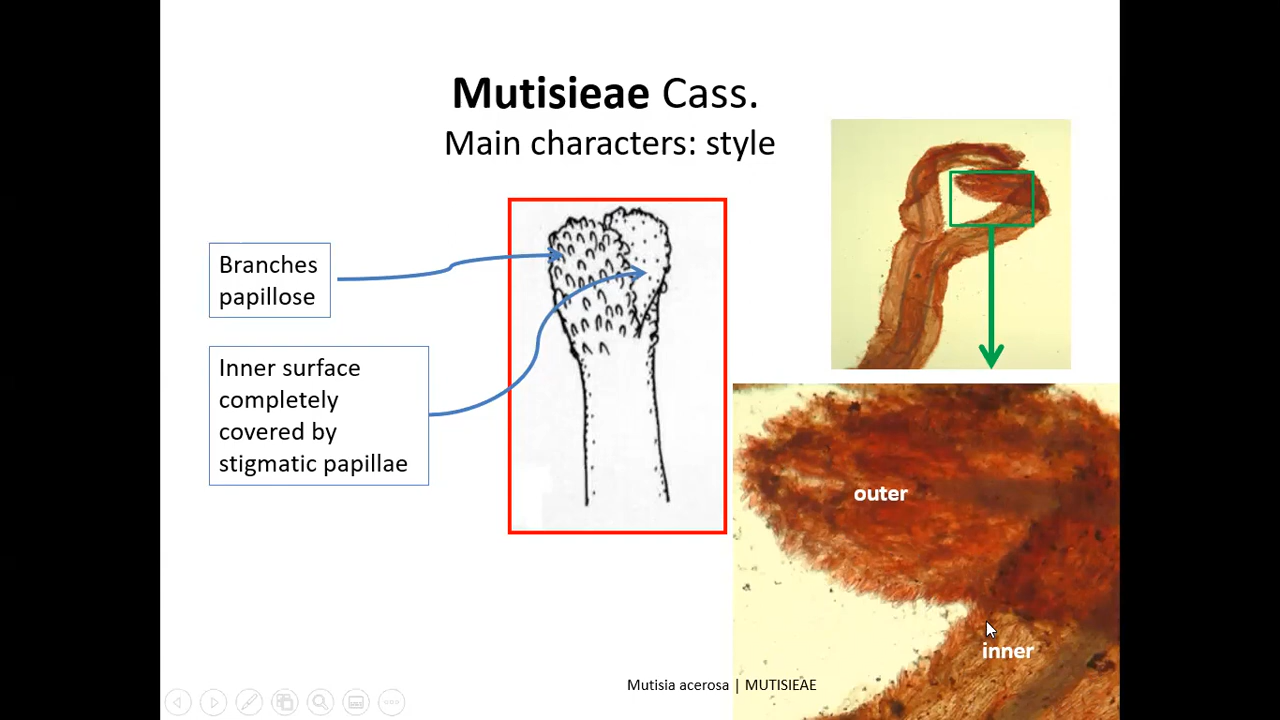 Mutisieae Cass.
Main characters: style
Branches
papillose
Inner surface
completely
covered by
stigmatic papillae
outer
inner
Mutisia acerosa | MUTISIEAE